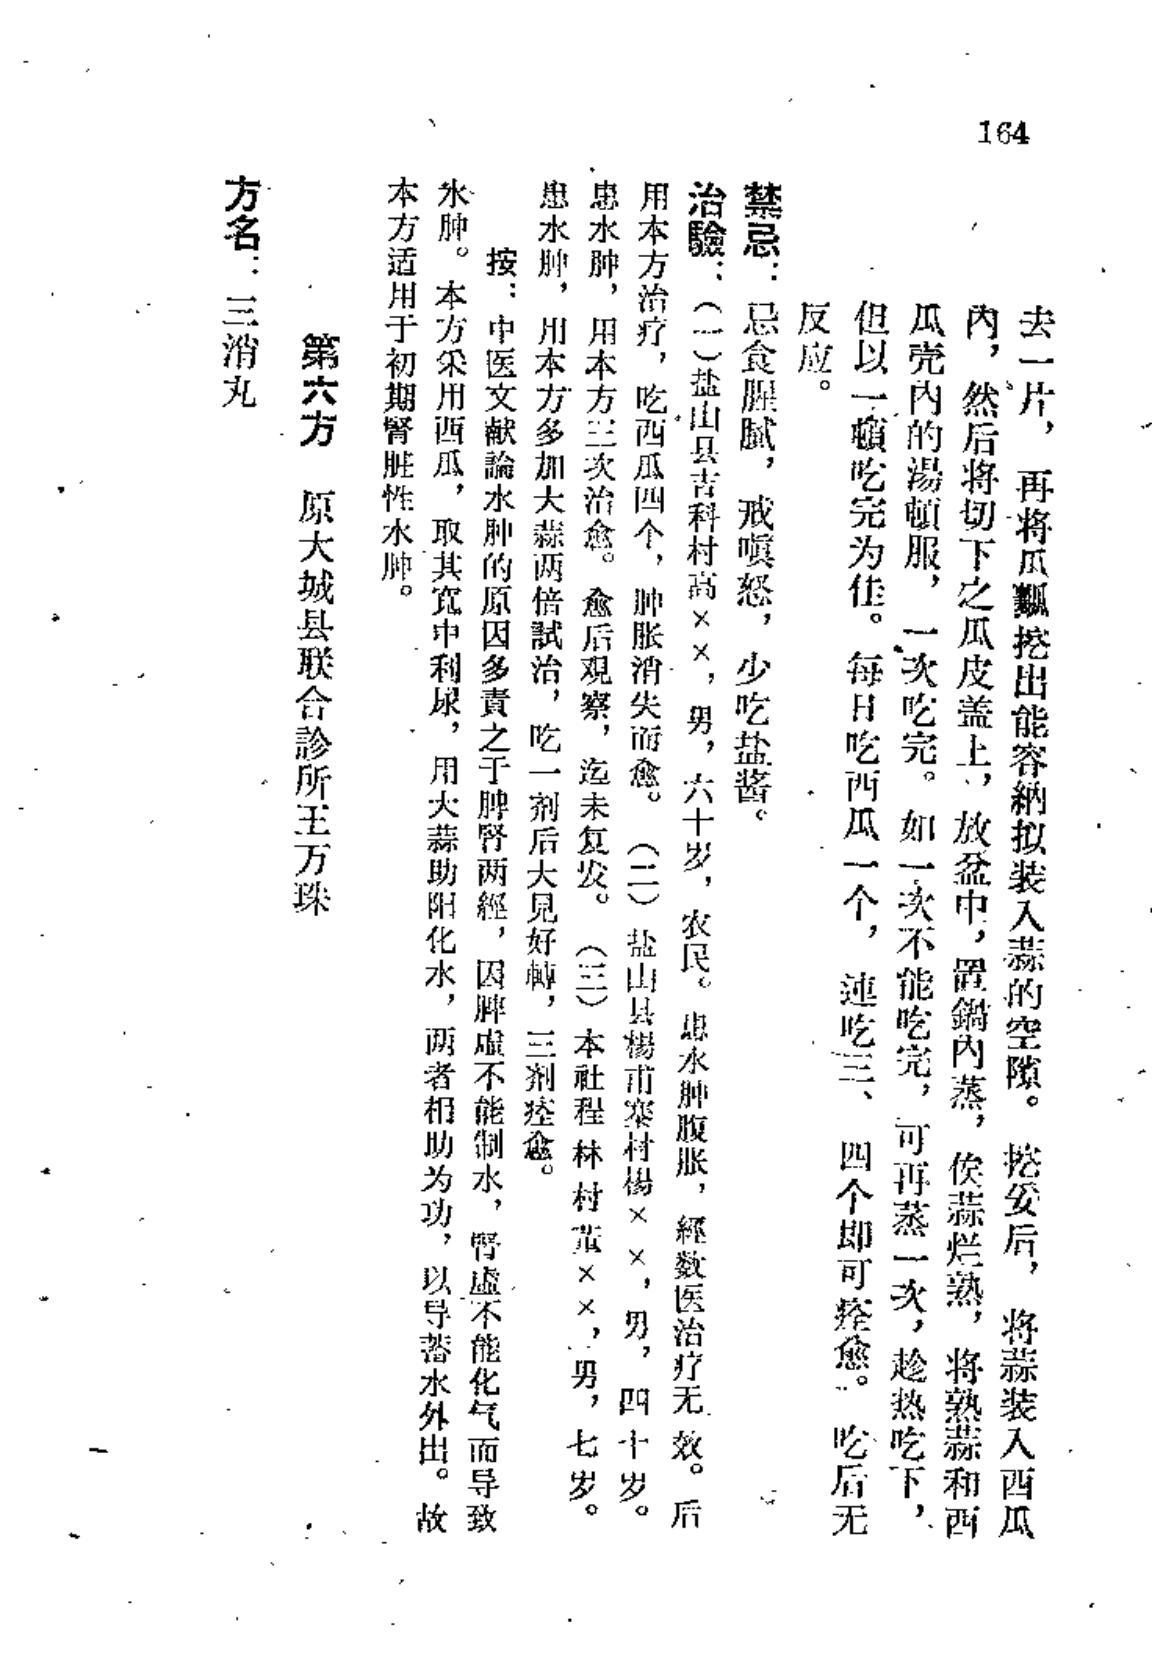 164
去一片，再将瓜瓤挖出能容納拟装入蒜的空隙。挖妥后，将蒜装入西瓜
內，然后将切下之瓜皮盖上，放盆中，置鍋內蒸，俟蒜烂熟，将熟蒜和西
瓜壳內的湯頓服，一次吃完。如一次不能吃完，可再蒸一次，趁热吃下，
但以一頓吃完为佳。每日吃西瓜一个，連吃三、四个即可痊愈。吃后无
反应。
禁忌：忌食腥腻，戒嗔怒，少吃盐酱。
治驗：（一）盐山县吉科村高××，男，六十岁，农民。患水肿腹胀，經数医治疗无效。后
用本方治疗，吃西瓜四个，肿胀消失而愈。（二）盐山县楊甫寨村楊××，男，四十岁。
患水肿，用本方三次治愈。愈后观察，迄未复发。（三）本社程林村××，男，七岁。
患水肿，用本方多加大蒜两倍試治，吃一剂后大見好轉，三剂痊愈。
按：中医文献論水肿的原因多責之于脾腎两經，因脾虛不能制水，腎虛不能化气而导致
水肿。本方采用西瓜，取其宽中利尿，用大蒜助阳化水，两者相助为功，以导蓄水外出。故
本方适用于初期腎脏性水肿。
第六方 原大城县联合診所王万珠
方名：三消丸